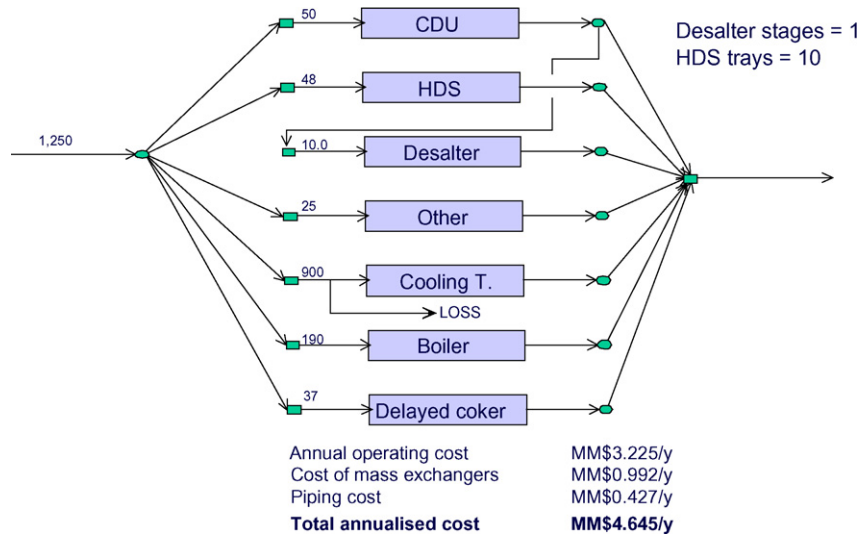 50
CDU
Desalter stages = 1
HDS trays = 10
48
HDS
1,250
10.0
Desalter
25
Other
900
Cooling T.
LOSS
190
Boiler
37
Delayed coker
Annual operating cost MM$3.225/y
Cost of mass exchangers MM$0.992/y
Piping cost MM$0.427/y
Total annualised cost MM$4.645/y